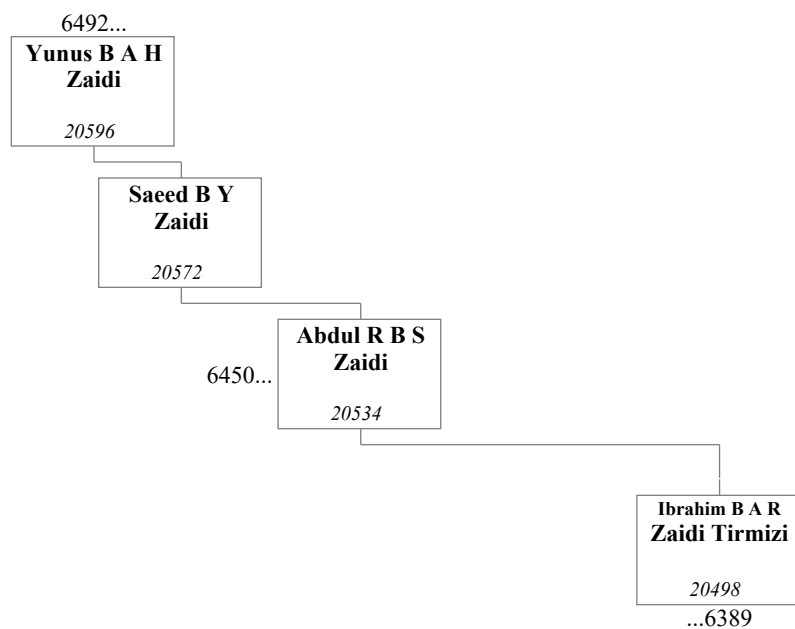 6492...
Yunus B A H
Zaidi
20596
Saeed B Y
Zaidi
20572
Abdul R B S
Zaidi
6450...
20534
Ibrahim B A R
Zaidi Tirmizi
20498
...6389